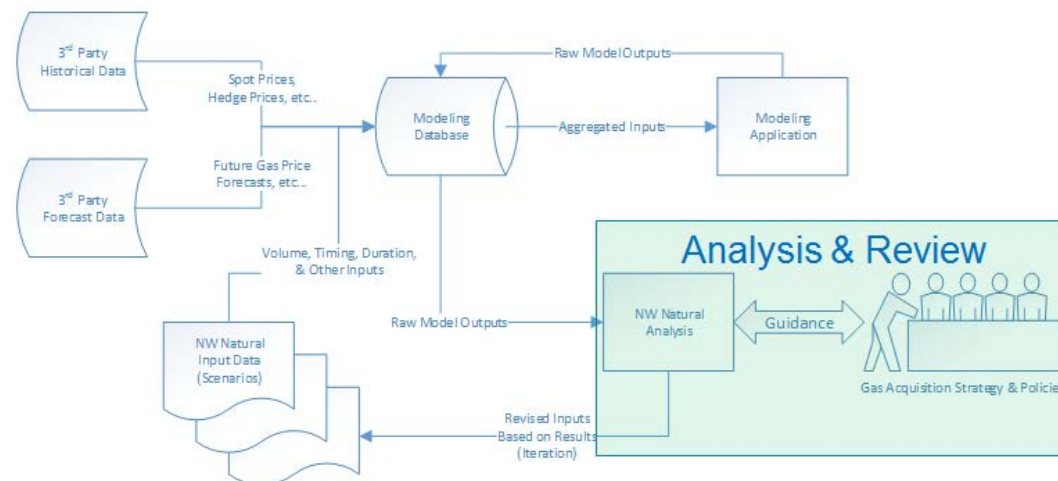 3rd Party
Historical Data
Spot Prices,
Hedge Prices, etc..
Raw Model Outputs
Modeling
Database
Aggregated Inputs
Modeling
Application
Future Gas Price
Forecasts, etc...
3rd Party
Forecast Data
Volume, Timing, Duration,
& Other Inputs
Analysis & Review
Raw Model Outputs
NW Natural
Analysis
Guidance
NW Natural
Input Data
(Scenarios)
Gas Acquisition Strategy & Policie
Revised Inputs
Based on Results
(Iteration)